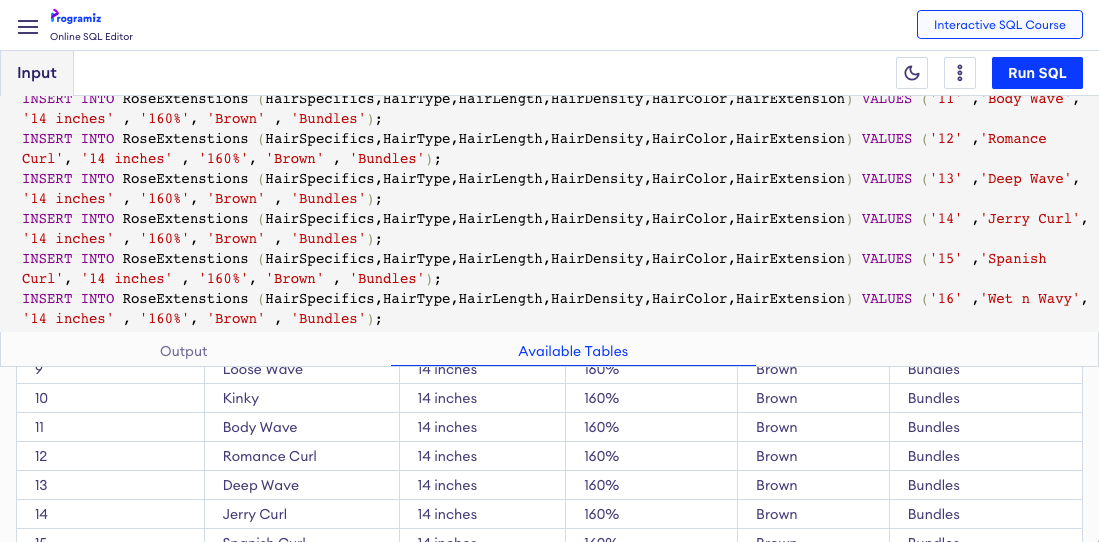 Programiz
Online SQL Editor
Interactive SQL Course
Input
Run SQL
INSERT INTO RoseExtenstions (HairSpecifics,HairType,HairLength,HairDensity,HairColor,HairExtension) VALUES ('11' ,'Body Wave',
'14 inches' , '160%', 'Brown' , 'Bundles');
INSERT INTO RoseExtenstions (HairSpecifics,HairType,HairLength,HairDensity,HairColor,HairExtension) VALUES ('12' ,'Romance
Curl', '14 inches' , '160%', 'Brown' , 'Bundles');
INSERT INTO RoseExtenstions (HairSpecifics,HairType,HairLength,HairDensity,HairColor,HairExtension) VALUES ('13' ,'Deep Wave',
'14 inches' , '160%', 'Brown' , 'Bundles');
INSERT INTO RoseExtenstions (HairSpecifics,HairType,HairLength,HairDensity,HairColor,HairExtension) VALUES ('14' ,'Jerry Curl',
'14 inches' , '160%', 'Brown' , 'Bundles');
INSERT INTO RoseExtenstions (HairSpecifics,HairType,HairLength,HairDensity,HairColor,HairExtension) VALUES ('15' ,'Spanish
Curl', '14 inches' , '160%', 'Brown' , 'Bundles');
INSERT INTO RoseExtenstions (HairSpecifics,HairType,HairLength,HairDensity,HairColor,HairExtension) VALUES ('16' ,'Wet n Wavy',
'14 inches' , '160%', 'Brown' , 'Bundles');
Output Available Tables
9 Loose Wave 14 inches 160% Brown Bundles
10 Kinky 14 inches 160% Brown Bundles
11 Body Wave 14 inches 160% Brown Bundles
12 Romance Curl 14 inches 160% Brown Bundles
13 Deep Wave 14 inches 160% Brown Bundles
14 Jerry Curl 14 inches 160% Brown Bundles
15 Spanish Curl 14 inches 160% Brown Bundles